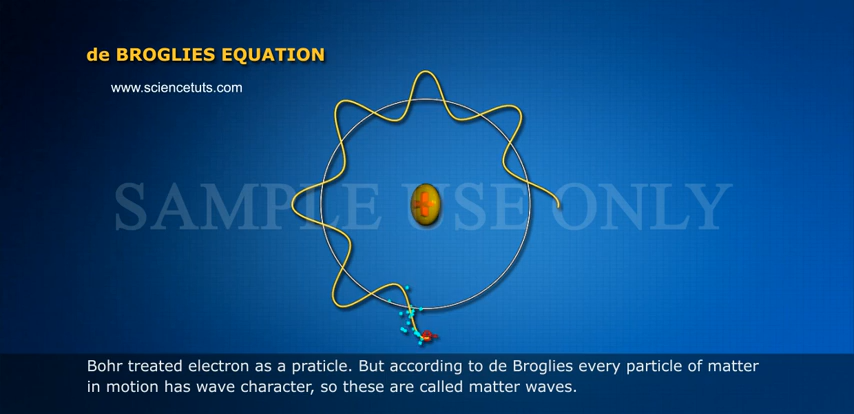 de BROGLIES EQUATION
www.sciencetuts.com
SAMPLE USE ONLY
Bohr treated electron as a praticle. But according to de Broglies every particle of matter
in motion has wave character, so these are called matter waves.